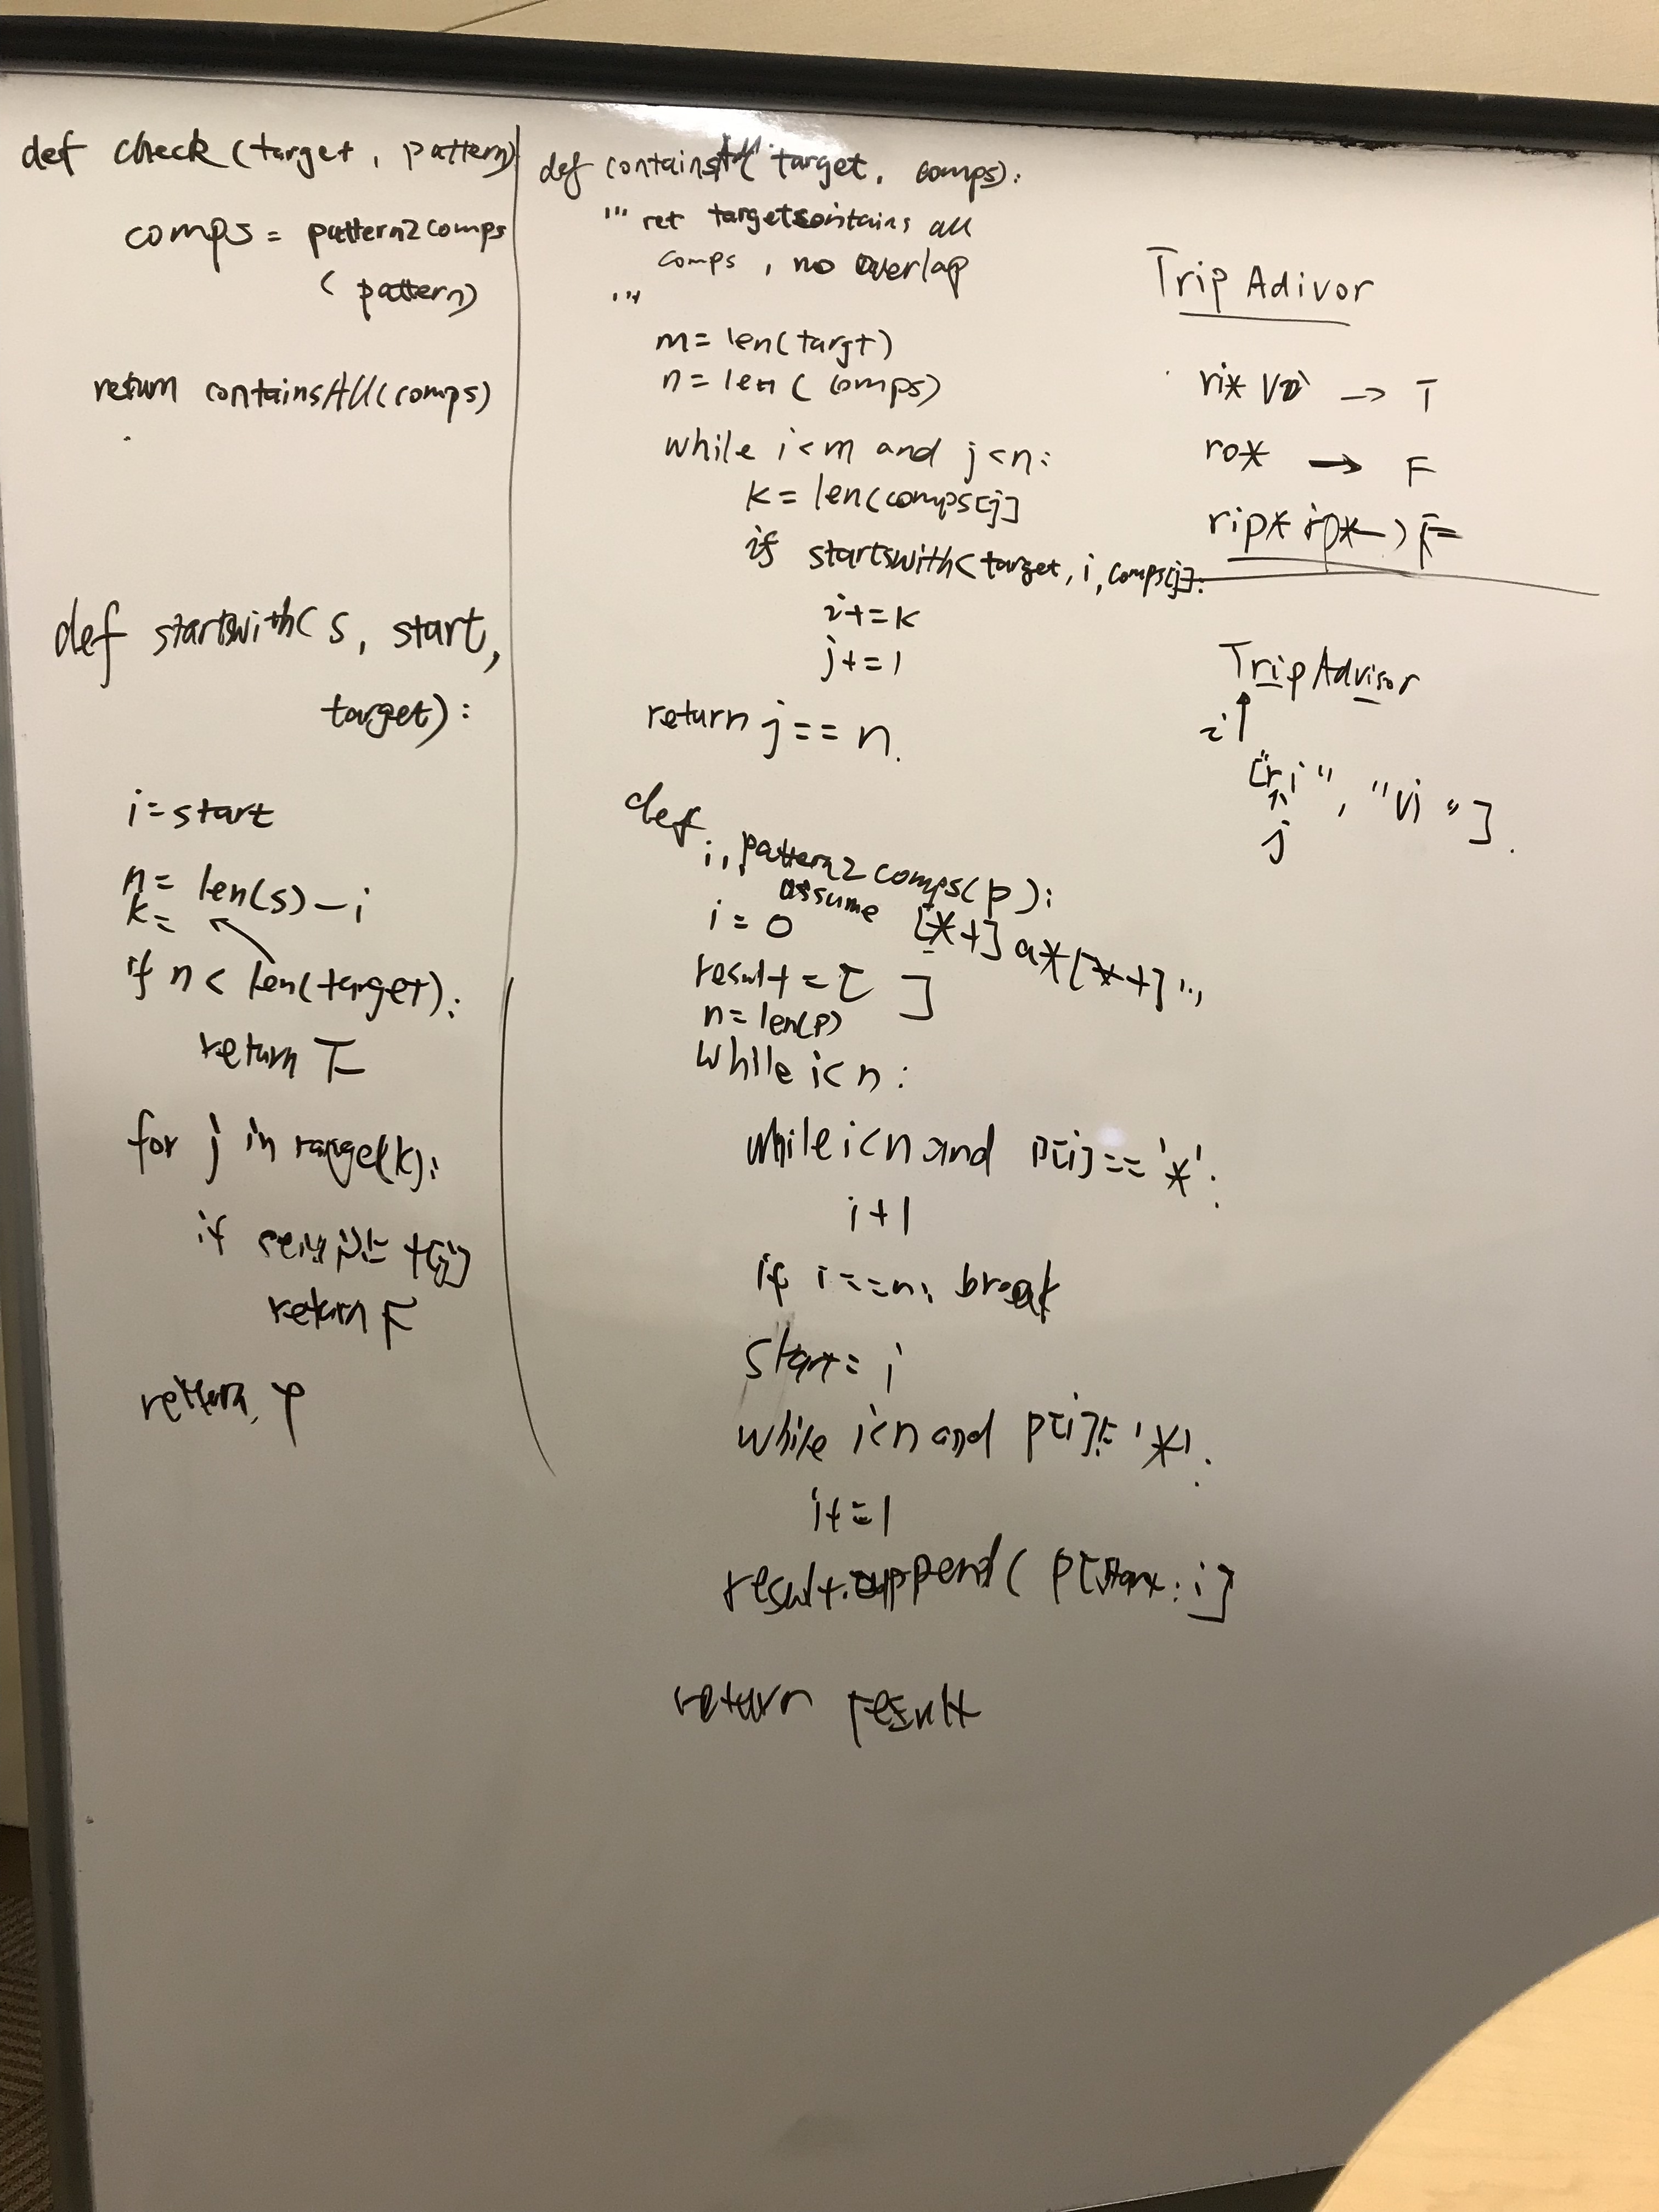 def check(target, pattern)
comps = pattern2comps
(pattern)
return containsAll(comps)
def startswith(s, start,
target):
i=start
n= len(s)-i
k=
if n < len(target):
return T
for j in range(k):
if t[j]
return F
return T
def containsAll(target, comps):
''' ret target contains all
comps, no overlap
'''
m= len(targt)
n= len(comps)
while i<m and j<n:
k= len(comps[j]
if startswith(target, i, comps[j]):
i+=k
j+=1
return j==n.
def pattern2comps(p):
''' assume [*+]a*[*+]'''
i=0
result=[ ]
n=len(p)
while i<n:
while i<n and p[i]=='*':
i+1
if i==n: break
start= i
while i<n and p[i]!='*':
i+=1
result.append( p[start:i]
return result
Trip Adivor
ri* → T
ro* → F
rip* ip* → F
TripAdvisor
i
["ri", "vi"].
j